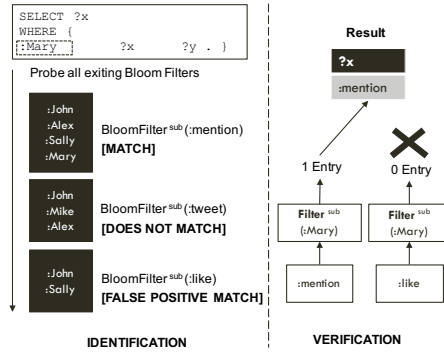 SELECT ?x
WHERE {
:Mary ?x ?y . }
Probe all exiting Bloom Filters
:John
:Alex
:Sally
:Mary
BloomFilter sub (:mention)
[MATCH]
:John
:Mike
:Alex
BloomFilter sub (:tweet)
[DOES NOT MATCH]
:John
:Sally
BloomFilter sub (:like)
[FALSE POSITIVE MATCH]
IDENTIFICATION
Result
?x
:mention
1 Entry
0 Entry
Filter sub
(:Mary)
Filter sub
(:Mary)
:mention
:like
VERIFICATION